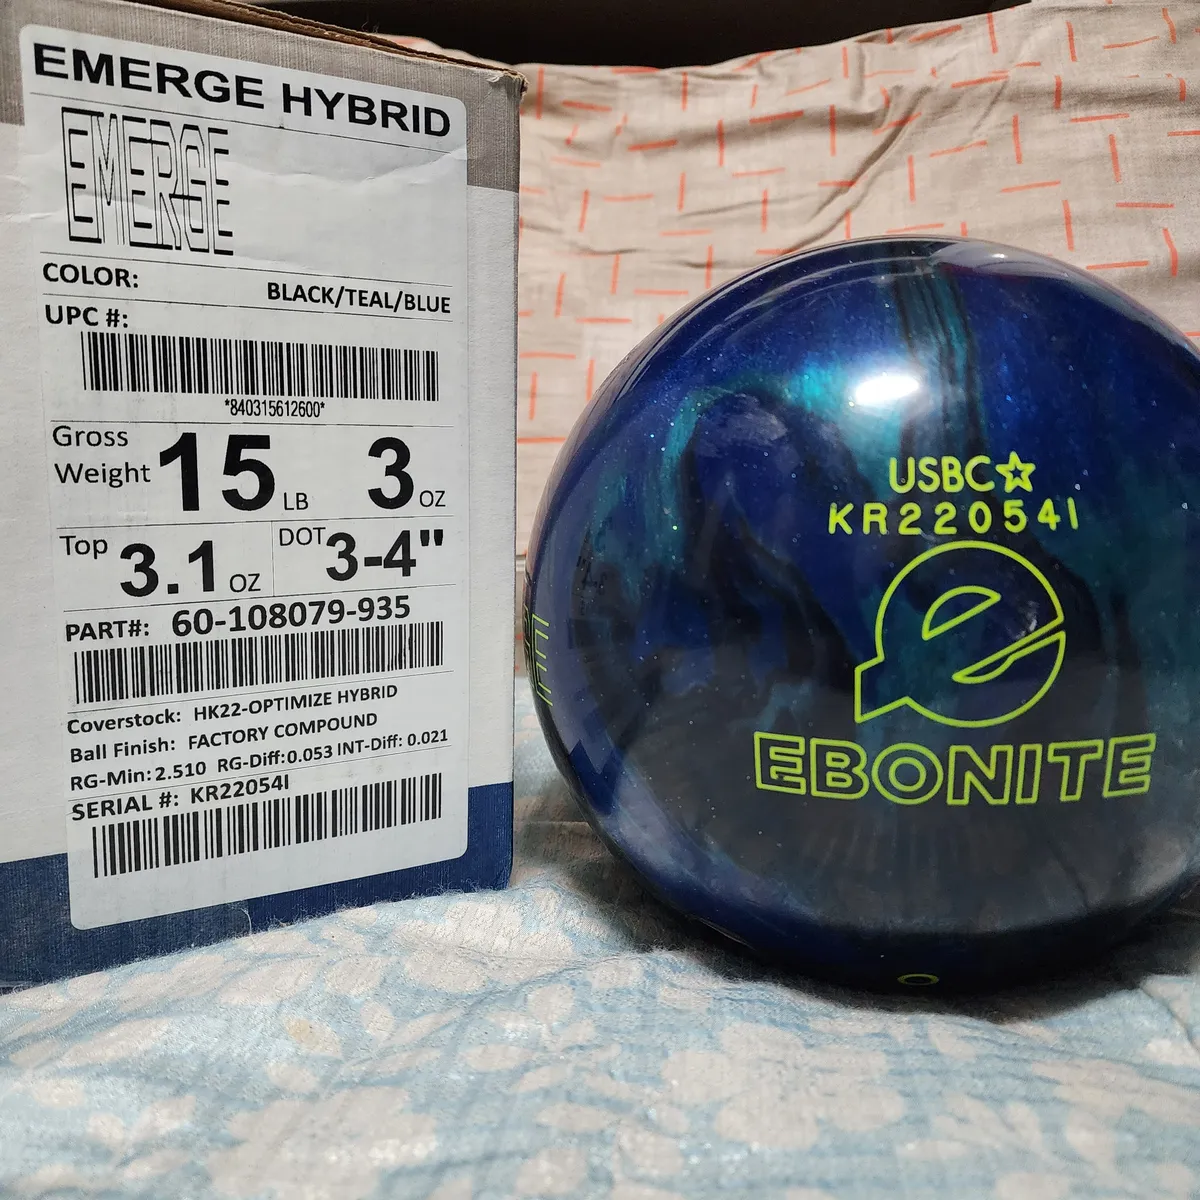 EMERGE HYBRID
EMERGE
COLOR: BLACK/TEAL/BLUE
UPC #:
*840315612600*
Gross Weight 15 LB 3 OZ
Top 3.1 OZ DOT 3-4"
PART#: 60-108079-935
Coverstock: HK22-OPTIMIZE HYBRID
Ball Finish: FACTORY COMPOUND
RG-Min: 2.510 RG-Diff: 0.053 INT-Diff: 0.021
SERIAL #: KR22054I
USBC☆
KR22054I
e
EBONITE